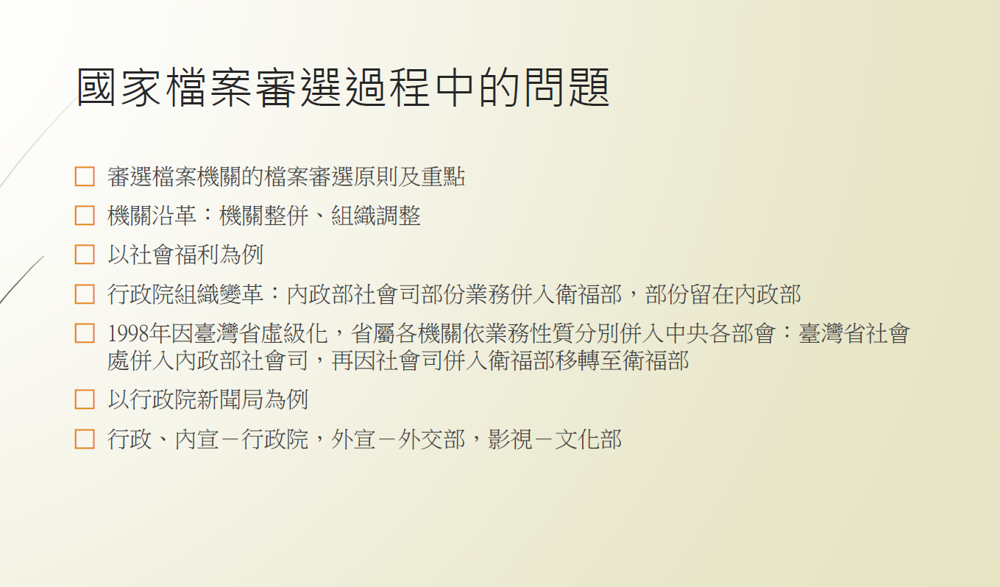 國家檔案審選過程中的問題
審選檔案機關的檔案審選原則及重點
機關沿革：機關整併、組織調整
以社會福利為例
行政院組織變革：內政部社會司部份業務併入衛福部，部份留在內政部
1998年因臺灣省虛級化，省屬各機關依業務性質分別併入中央各部會：臺灣省社會
處併入內政部社會司，再因社會司併入衛福部移轉至衛福部
以行政院新聞局為例
行政、內宣－行政院，外宣－外交部，影視－文化部